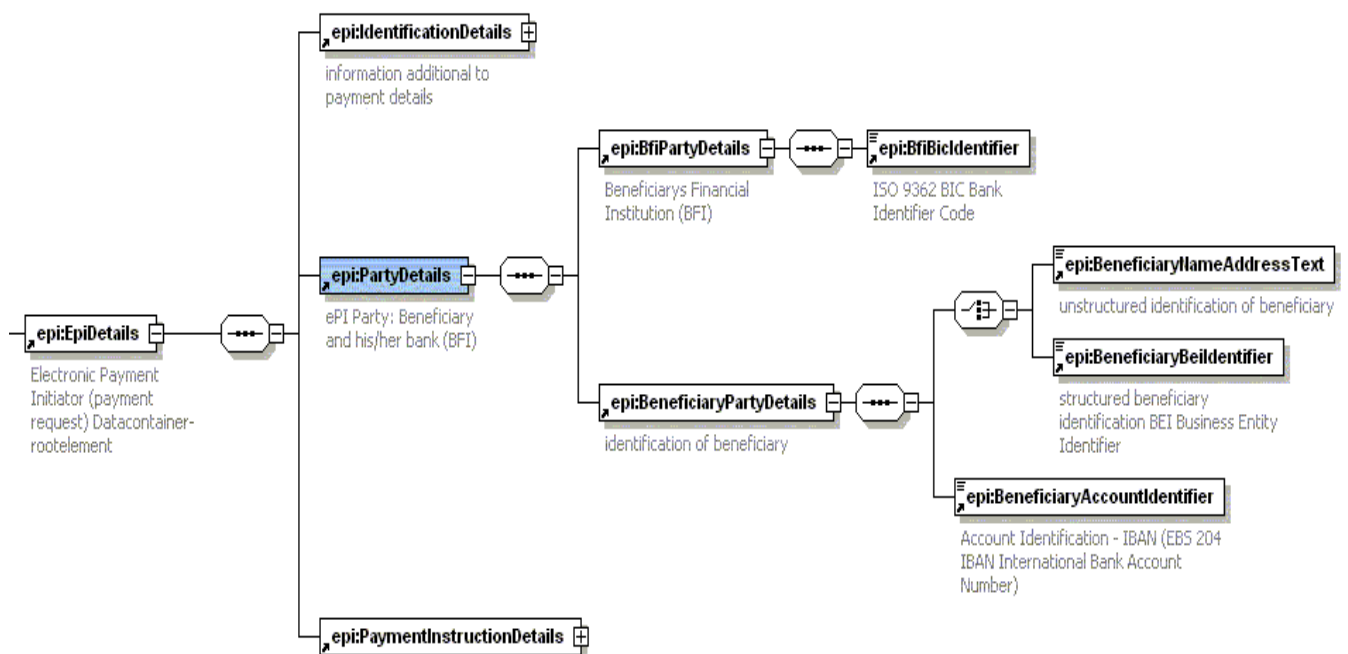 epi:IdentificationDetails
information additional to
payment details
epi:BfiPartyDetails
epi:BfiBicIdentifier
Beneficiarys Financial
Institution (BFI)
ISO 9362 BIC Bank
Identifier Code
epi:PartyDetails
ePI Party: Beneficiary
and his/her bank (BFI)
epi:BeneficiaryNameAddressText
unstructured identification of beneficiary
epi:EpiDetails
Electronic Payment
Initiator (payment
request) Datacontainer-
rootelement
epi:BeneficiaryBeiIdentifier
structured beneficiary
identification BEI Business Entity
Identifier
epi:BeneficiaryPartyDetails
identification of beneficiary
epi:BeneficiaryAccountIdentifier
Account Identification - IBAN (EBS 204
IBAN International Bank Account
Number)
epi:PaymentInstructionDetails